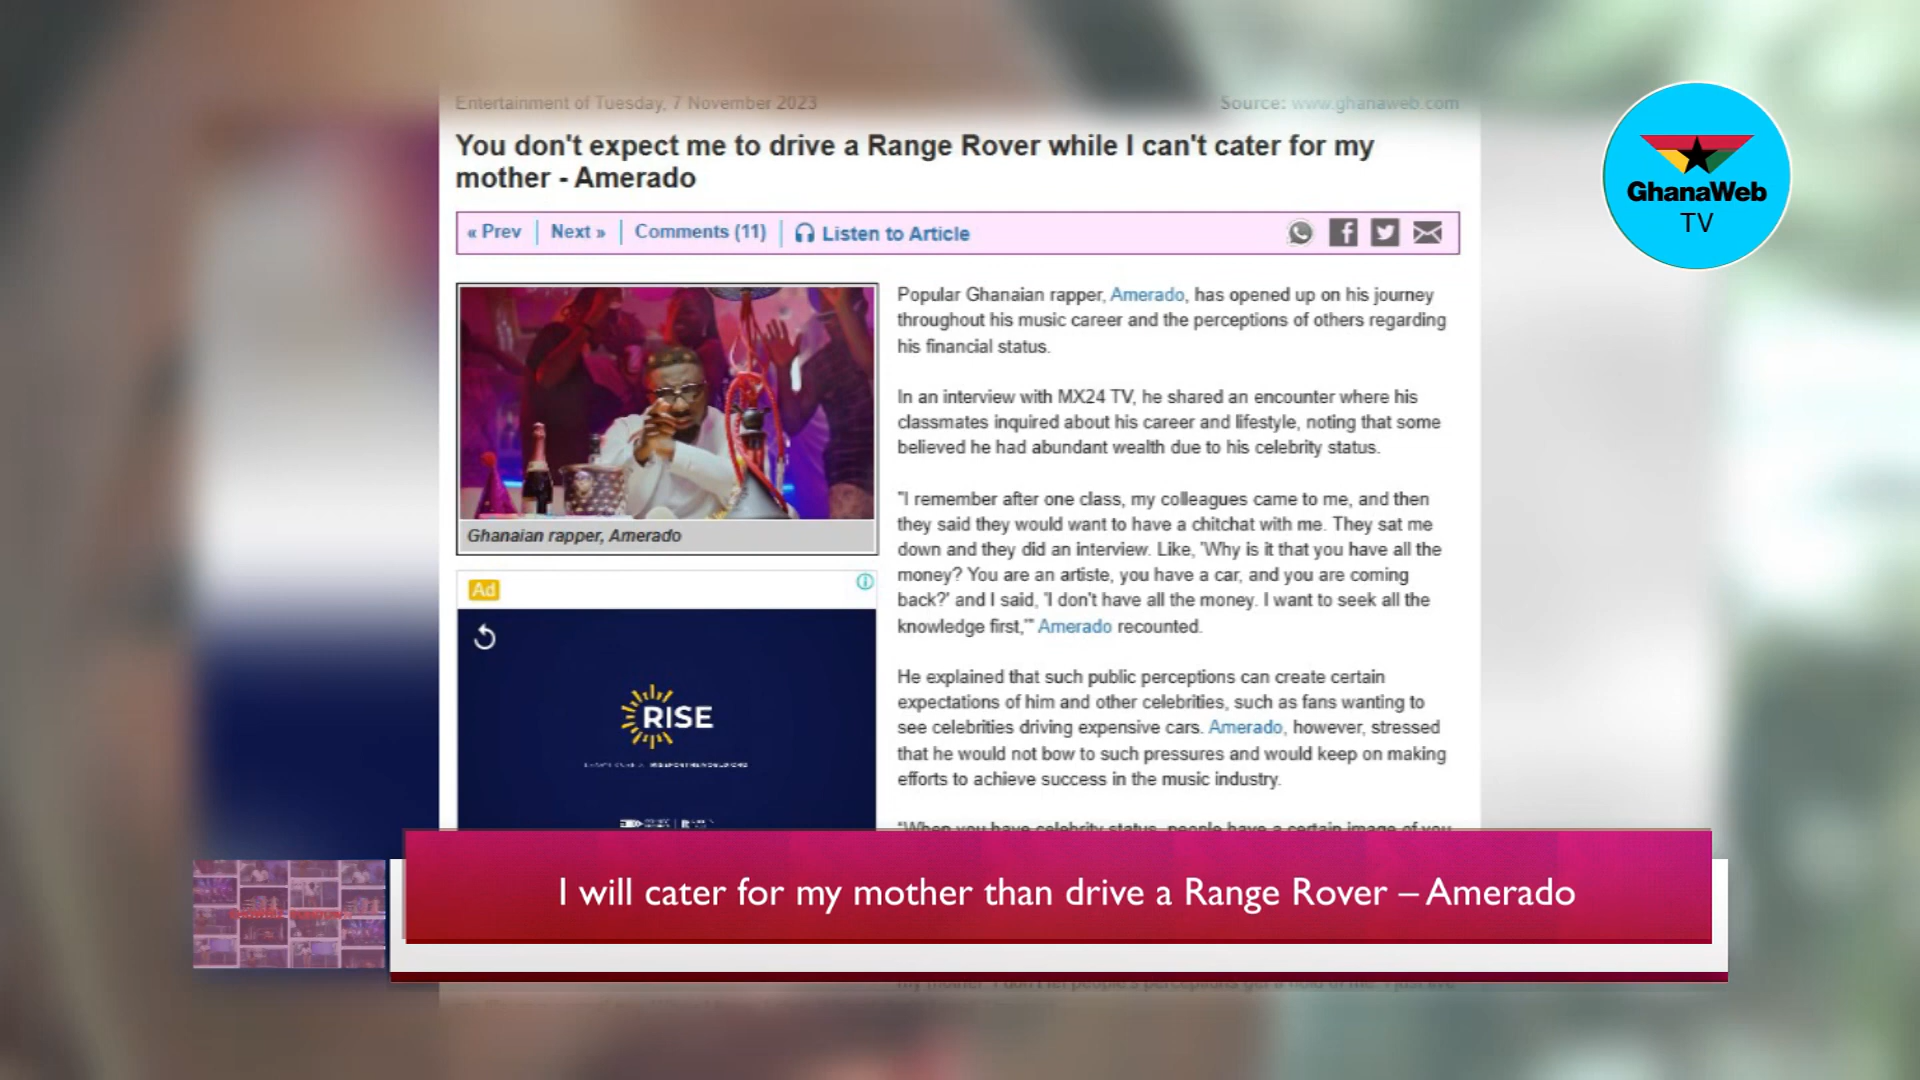 Entertainment of Tuesday, 7 November 2023
Source: www.ghanaweb.com
You don't expect me to drive a Range Rover while I can't cater for my
mother - Amerado
« Prev
Next »
Comments (11)
Listen to Article
GhanaWeb
TV
Ghanaian rapper, Amerado
Ad
RISE
Popular Ghanaian rapper, Amerado, has opened up on his journey
throughout his music career and the perceptions of others regarding
his financial status.
In an interview with MX24 TV, he shared an encounter where his
classmates inquired about his career and lifestyle, noting that some
believed he had abundant wealth due to his celebrity status.
"I remember after one class, my colleagues came to me, and then
they said they would want to have a chitchat with me. They sat me
down and they did an interview. Like, 'Why is it that you have all the
money? You are an artiste, you have a car, and you are coming
back?' and I said, 'I don't have all the money. I want to seek all the
knowledge first,'" Amerado recounted.
He explained that such public perceptions can create certain
expectations of him and other celebrities, such as fans wanting to
see celebrities driving expensive cars. Amerado, however, stressed
that he would not bow to such pressures and would keep on making
efforts to achieve success in the music industry.
"When you have celebrity status, people have a certain image of you
I will cater for my mother than drive a Range Rover – Amerado